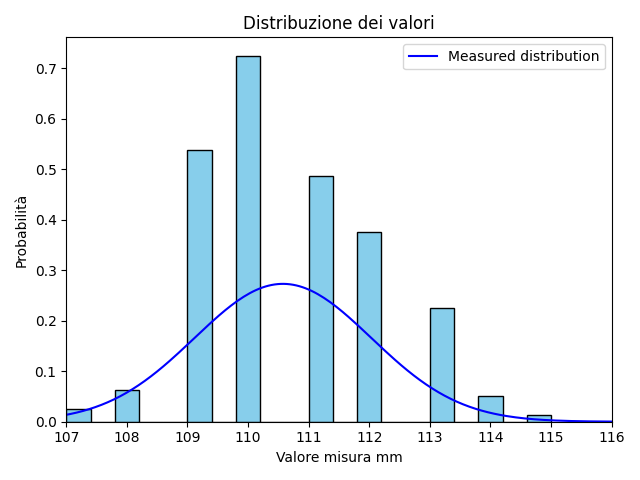 Distribuzione dei valori
Measured distribution
Probabilità
0.7
0.6
0.5
0.4
0.3
0.2
0.1
0.0
107 108 109 110 111 112 113 114 115 116
Valore misura mm